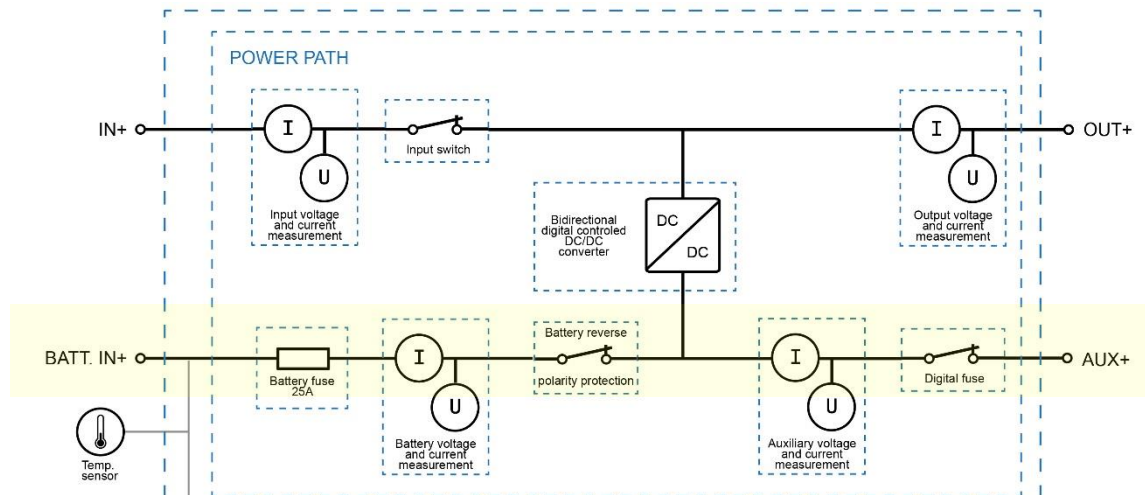 POWER PATH
IN+
I
U
Input voltage
and current
measurement
Input switch
I
U
Output voltage
and current
measurement
OUT+
Bidirectional
digital controled
DC/DC
converter
DC
DC
BATT. IN+
Battery fuse
25A
I
U
Battery voltage
and current
measurement
Battery reverse
polarity protection
I
U
Auxiliary voltage
and current
measurement
Digital fuse
AUX+
Temp.
sensor